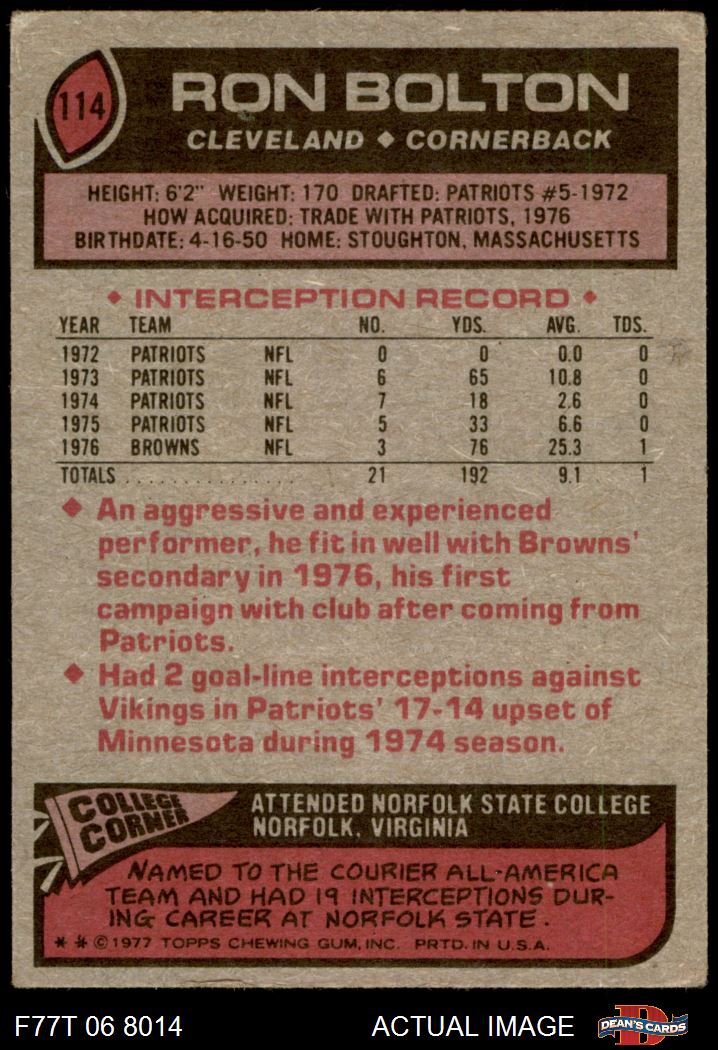 114
RON BOLTON
CLEVELAND ◆ CORNERBACK
HEIGHT: 6'2" WEIGHT: 170 DRAFTED: PATRIOTS #5-1972
HOW ACQUIRED: TRADE WITH PATRIOTS, 1976
BIRTHDATE: 4-16-50 HOME: STOUGHTON, MASSACHUSETTS
◆ INTERCEPTION RECORD ◆
YEAR TEAM NO. YDS. AVG. TDS.
1972 PATRIOTS NFL 0 0 0.0 0
1973 PATRIOTS NFL 6 65 10.8 0
1974 PATRIOTS NFL 7 18 2.6 0
1975 PATRIOTS NFL 5 33 6.6 0
1976 BROWNS NFL 3 76 25.3 1
TOTALS . . . . . . . . . . . . . . . 21 192 9.1 1
◆ An aggressive and experienced
performer, he fit in well with Browns'
secondary in 1976, his first
campaign with club after coming from
Patriots.
◆ Had 2 goal-line interceptions against
Vikings in Patriots' 17-14 upset of
Minnesota during 1974 season.
COLLEGE
CORNER
ATTENDED NORFOLK STATE COLLEGE
NORFOLK, VIRGINIA
NAMED TO THE COURIER ALL-AMERICA
TEAM AND HAD 19 INTERCEPTIONS DUR-
ING CAREER AT NORFOLK STATE.
* * © 1977 TOPPS CHEWING GUM, INC. PRTD. IN U.S.A.
F77T 06 8014 ACTUAL IMAGE
D
DEAN'S CARDS